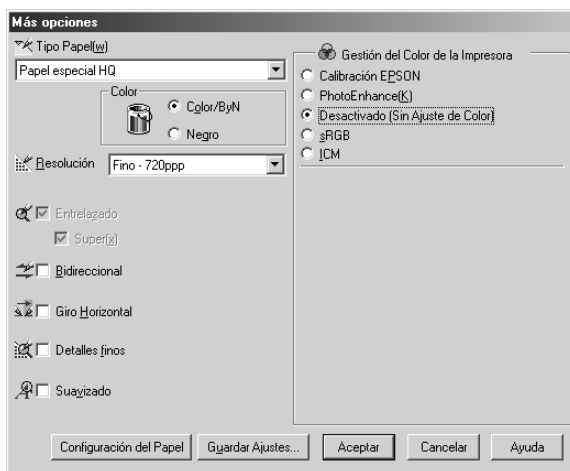 Más opciones
Tipo Papel(w)
Papel especial HQ
Color
Color/ByN
Negro
Resolución
Fino - 720ppp
Entrelazado
Super(x)
Bidireccional
Giro Horizontal
Detalles finos
Suavizado
Gestión del Color de la Impresora
Calibración EPSON
PhotoEnhance(K)
Desactivado (Sin Ajuste de Color)
sRGB
ICM
Configuración del Papel
Guardar Ajustes...
Aceptar
Cancelar
Ayuda